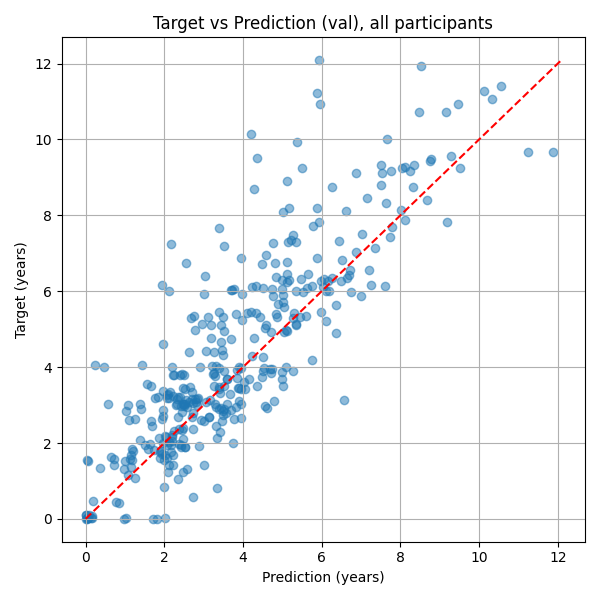 Target vs Prediction (val), all participants
Target (years)
12
10
8
6
4
2
0
0 2 4 6 8 10 12
Prediction (years)